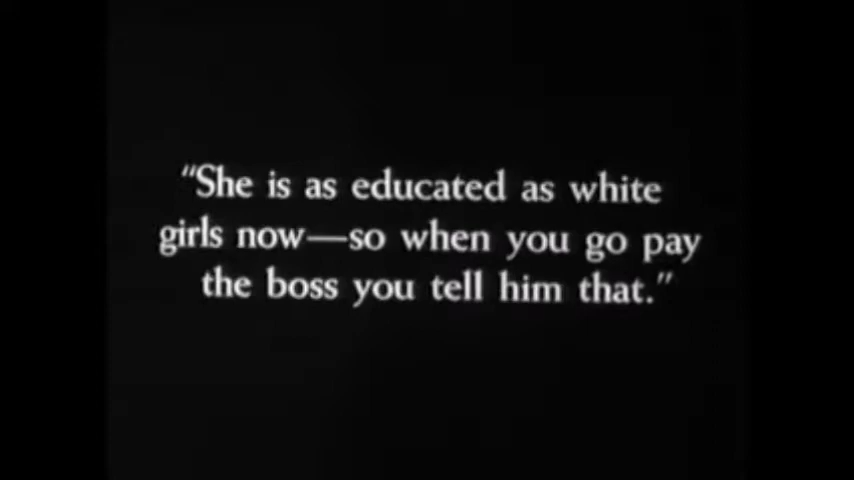 “She is as educated as white
girls now—so when you go pay
the boss you tell him that.”